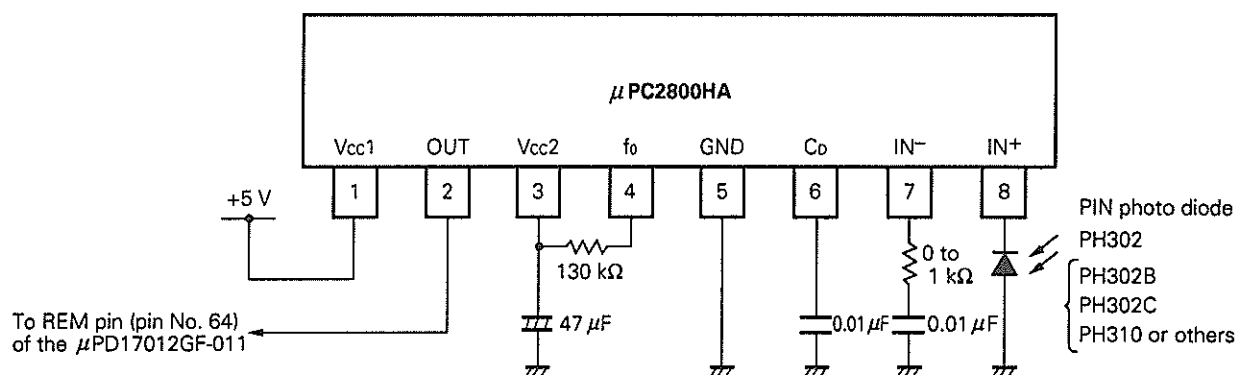 μPC2800HA
Vcc1 OUT Vcc2 f₀ GND C_D IN⁻ IN⁺
1 2 3 4 5 6 7 8
+5 V
130 kΩ
0 to
1 kΩ
47 μF
0.01 μF
0.01 μF
PIN photo diode
PH302
PH302B
PH302C
PH310 or others
To REM pin (pin No. 64)
of the μPD17012GF-011